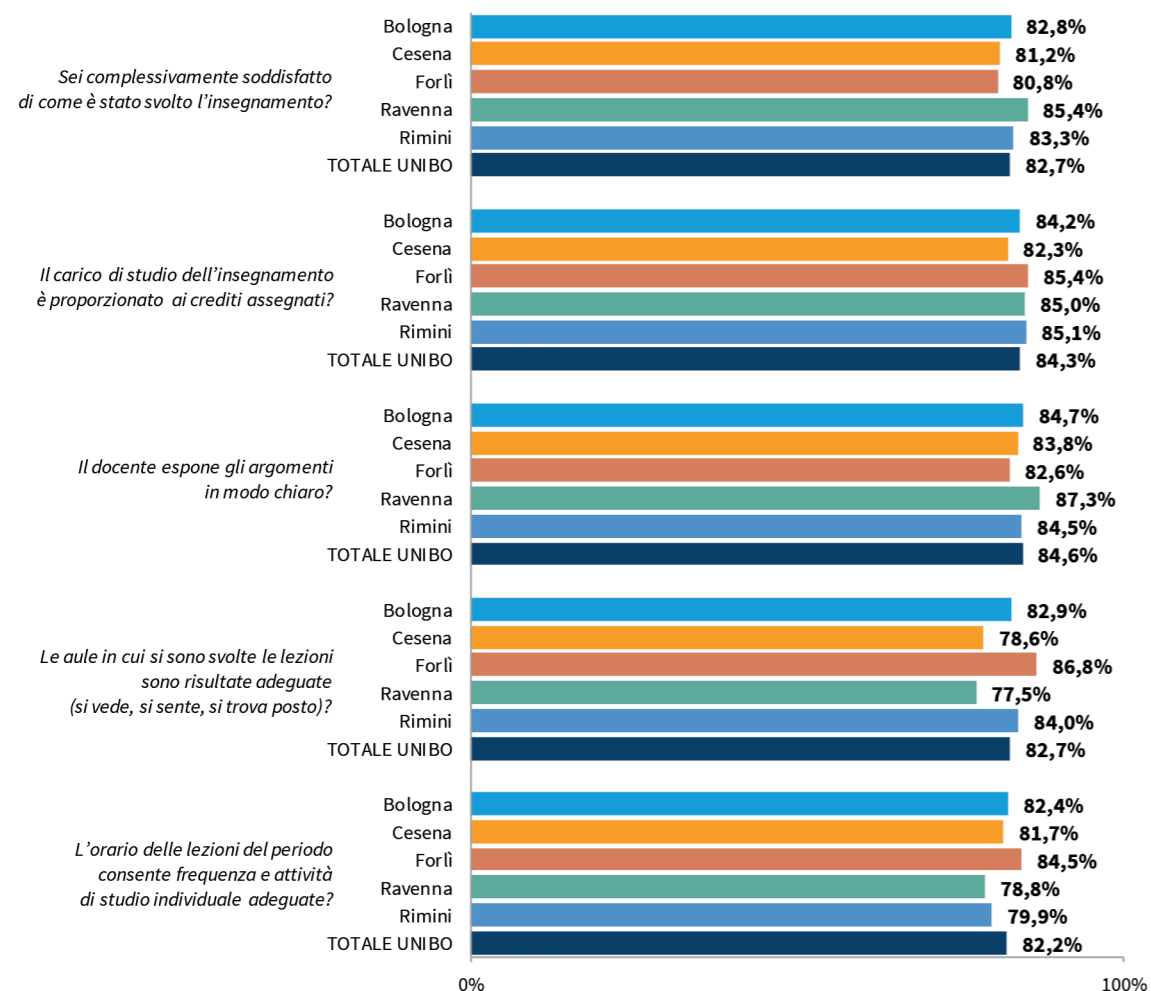 Sei complessivamente soddisfatto
di come è stato svolto l’insegnamento?
Bologna 82,8%
Cesena 81,2%
Forlì 80,8%
Ravenna 85,4%
Rimini 83,3%
TOTALE UNIBO 82,7%
Il carico di studio dell’insegnamento
è proporzionato ai crediti assegnati?
Bologna 84,2%
Cesena 82,3%
Forlì 85,4%
Ravenna 85,0%
Rimini 85,1%
TOTALE UNIBO 84,3%
Il docente espone gli argomenti
in modo chiaro?
Bologna 84,7%
Cesena 83,8%
Forlì 82,6%
Ravenna 87,3%
Rimini 84,5%
TOTALE UNIBO 84,6%
Le aule in cui si sono svolte le lezioni
sono risultate adeguate
(si vede, si sente, si trova posto)?
Bologna 82,9%
Cesena 78,6%
Forlì 86,8%
Ravenna 77,5%
Rimini 84,0%
TOTALE UNIBO 82,7%
L’orario delle lezioni del periodo
consente frequenza e attività
di studio individuale adeguate?
Bologna 82,4%
Cesena 81,7%
Forlì 84,5%
Ravenna 78,8%
Rimini 79,9%
TOTALE UNIBO 82,2%
0% 100%